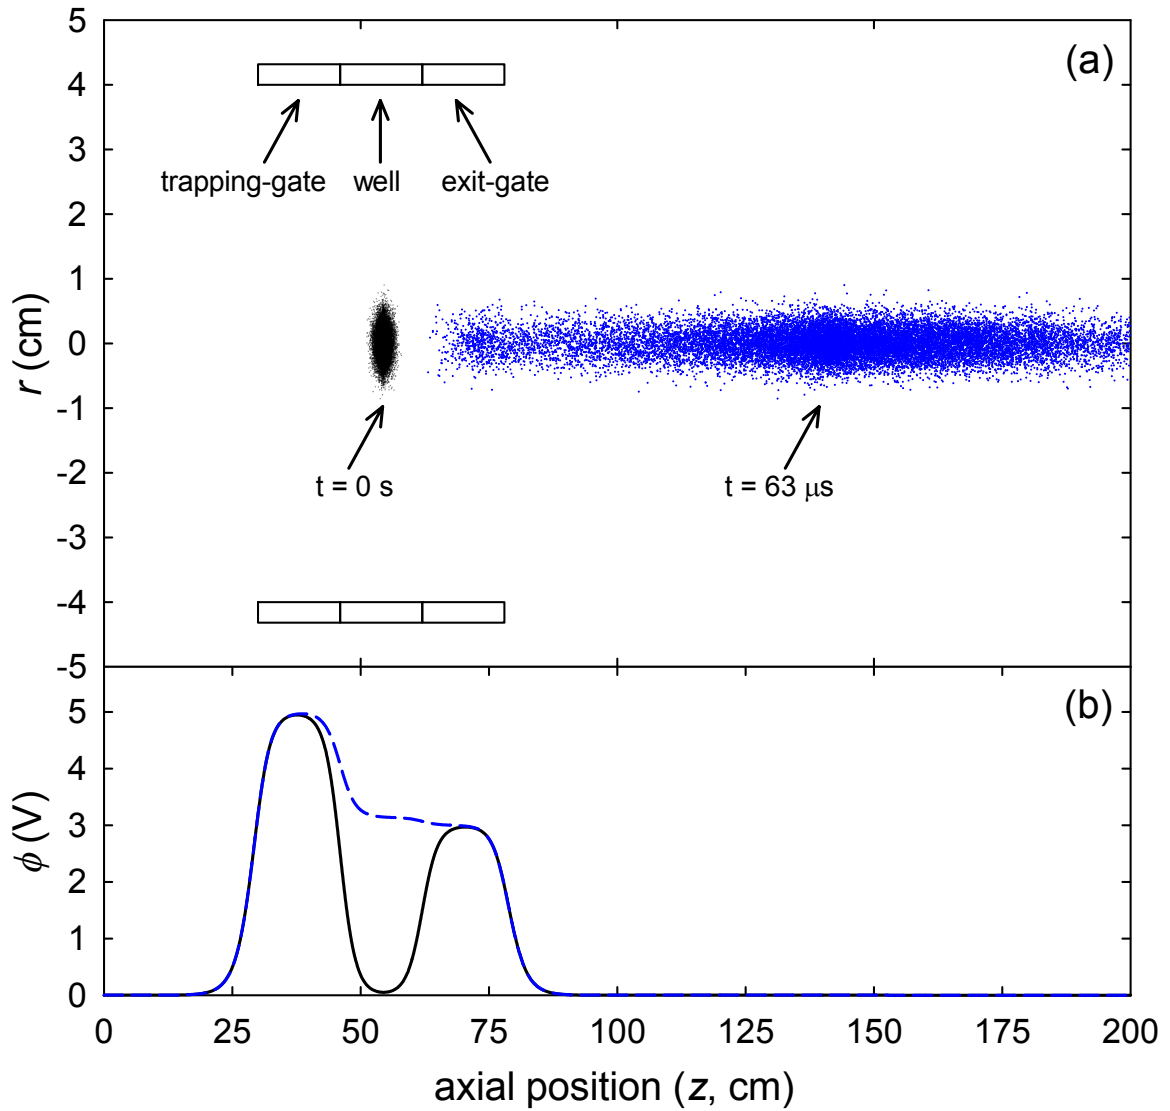 (a)
5
4
3
2
1
0
-1
-2
-3
-4
-5
r (cm)
trapping-gate well exit-gate
t = 0 s
t = 63 μs
(b)
5
4
3
2
1
0
ϕ (V)
0 25 50 75 100 125 150 175 200
axial position (z, cm)